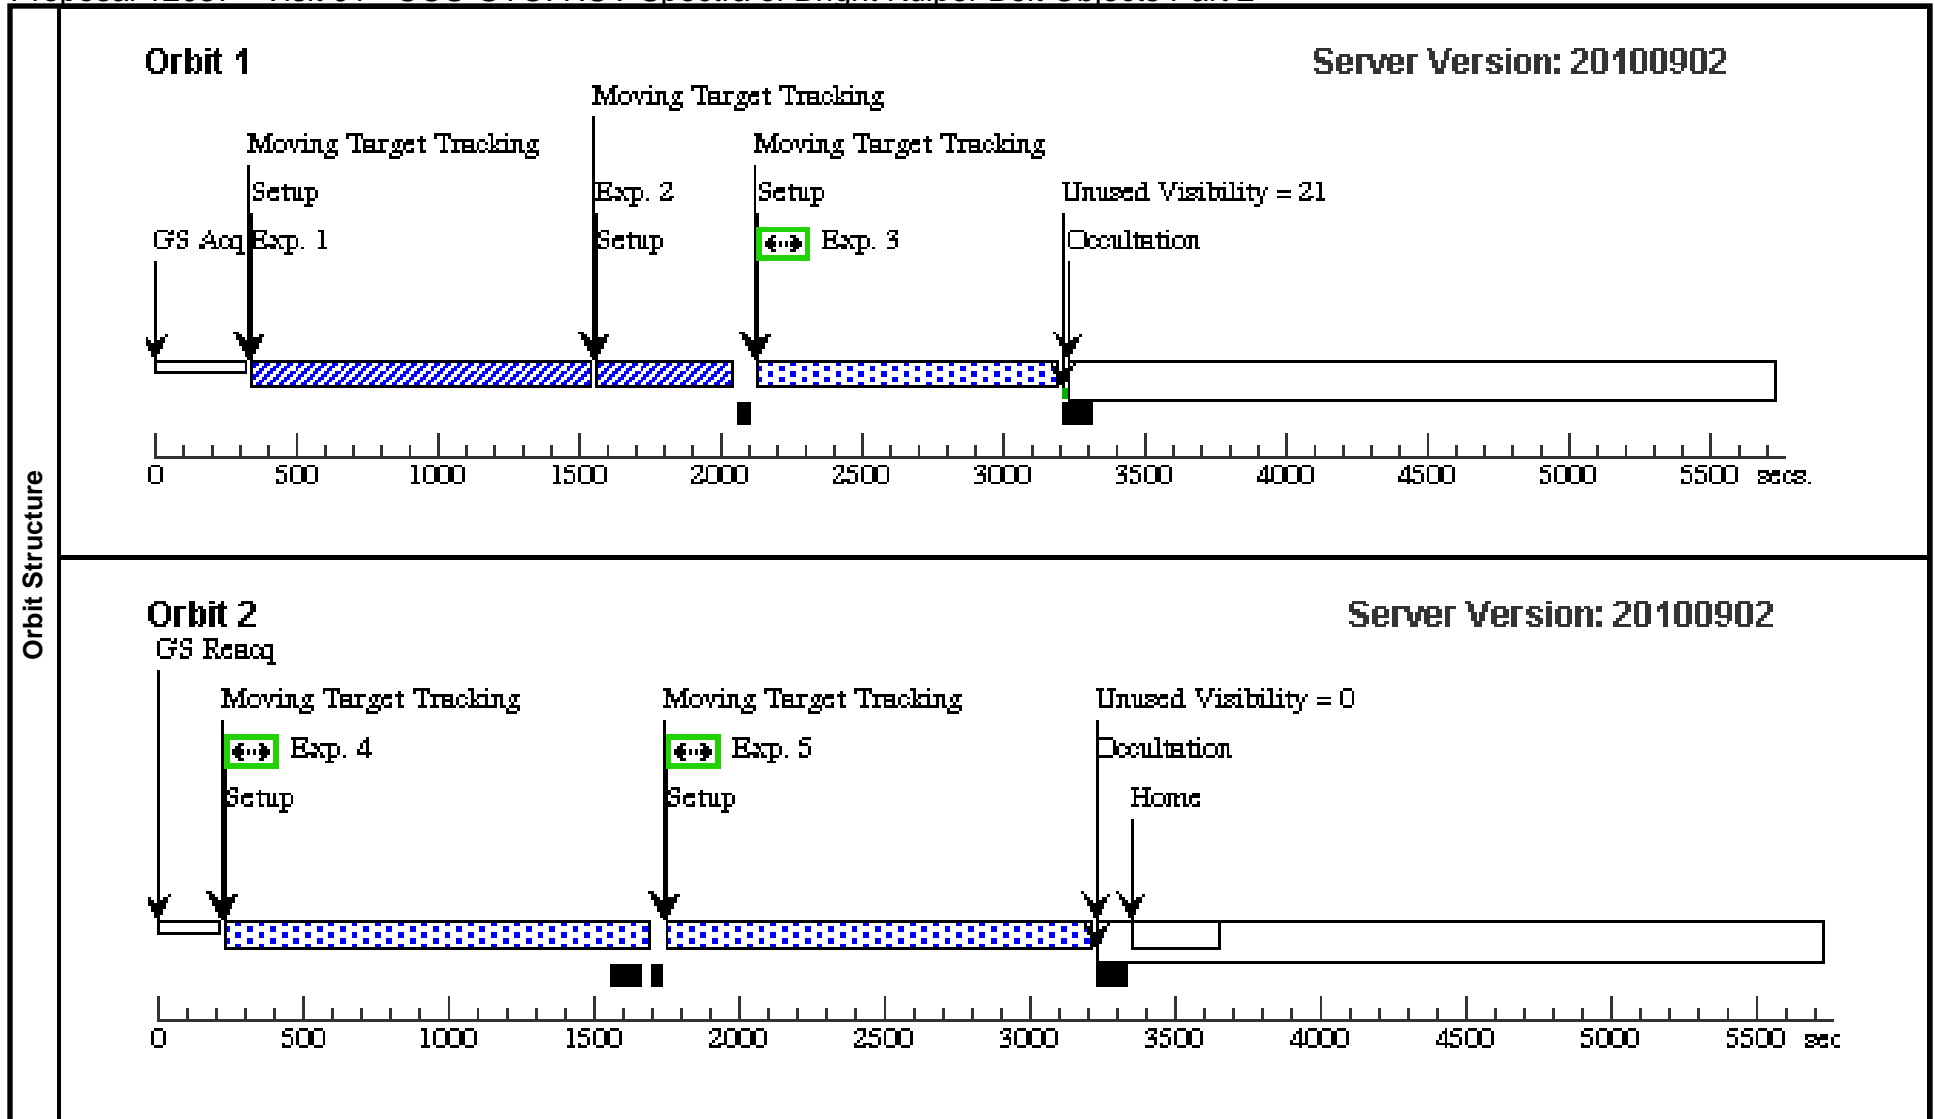 Orbit Structure
Orbit 1
Server Version: 20100902
Moving Target Tracking
Moving Target Tracking
Moving Target Tracking
Setup
Exp. 2
Setup
Unused Visibility = 21
GS Acq
Exp. 1
Setup
Exp. 3
Occultation
0 500 1000 1500 2000 2500 3000 3500 4000 4500 5000 5500 secs.
Orbit 2
Server Version: 20100902
GS Reacq
Moving Target Tracking
Moving Target Tracking
Unused Visibility = 0
Exp. 4
Exp. 5
Occultation
Setup
Setup
Home
0 500 1000 1500 2000 2500 3000 3500 4000 4500 5000 5500 sec